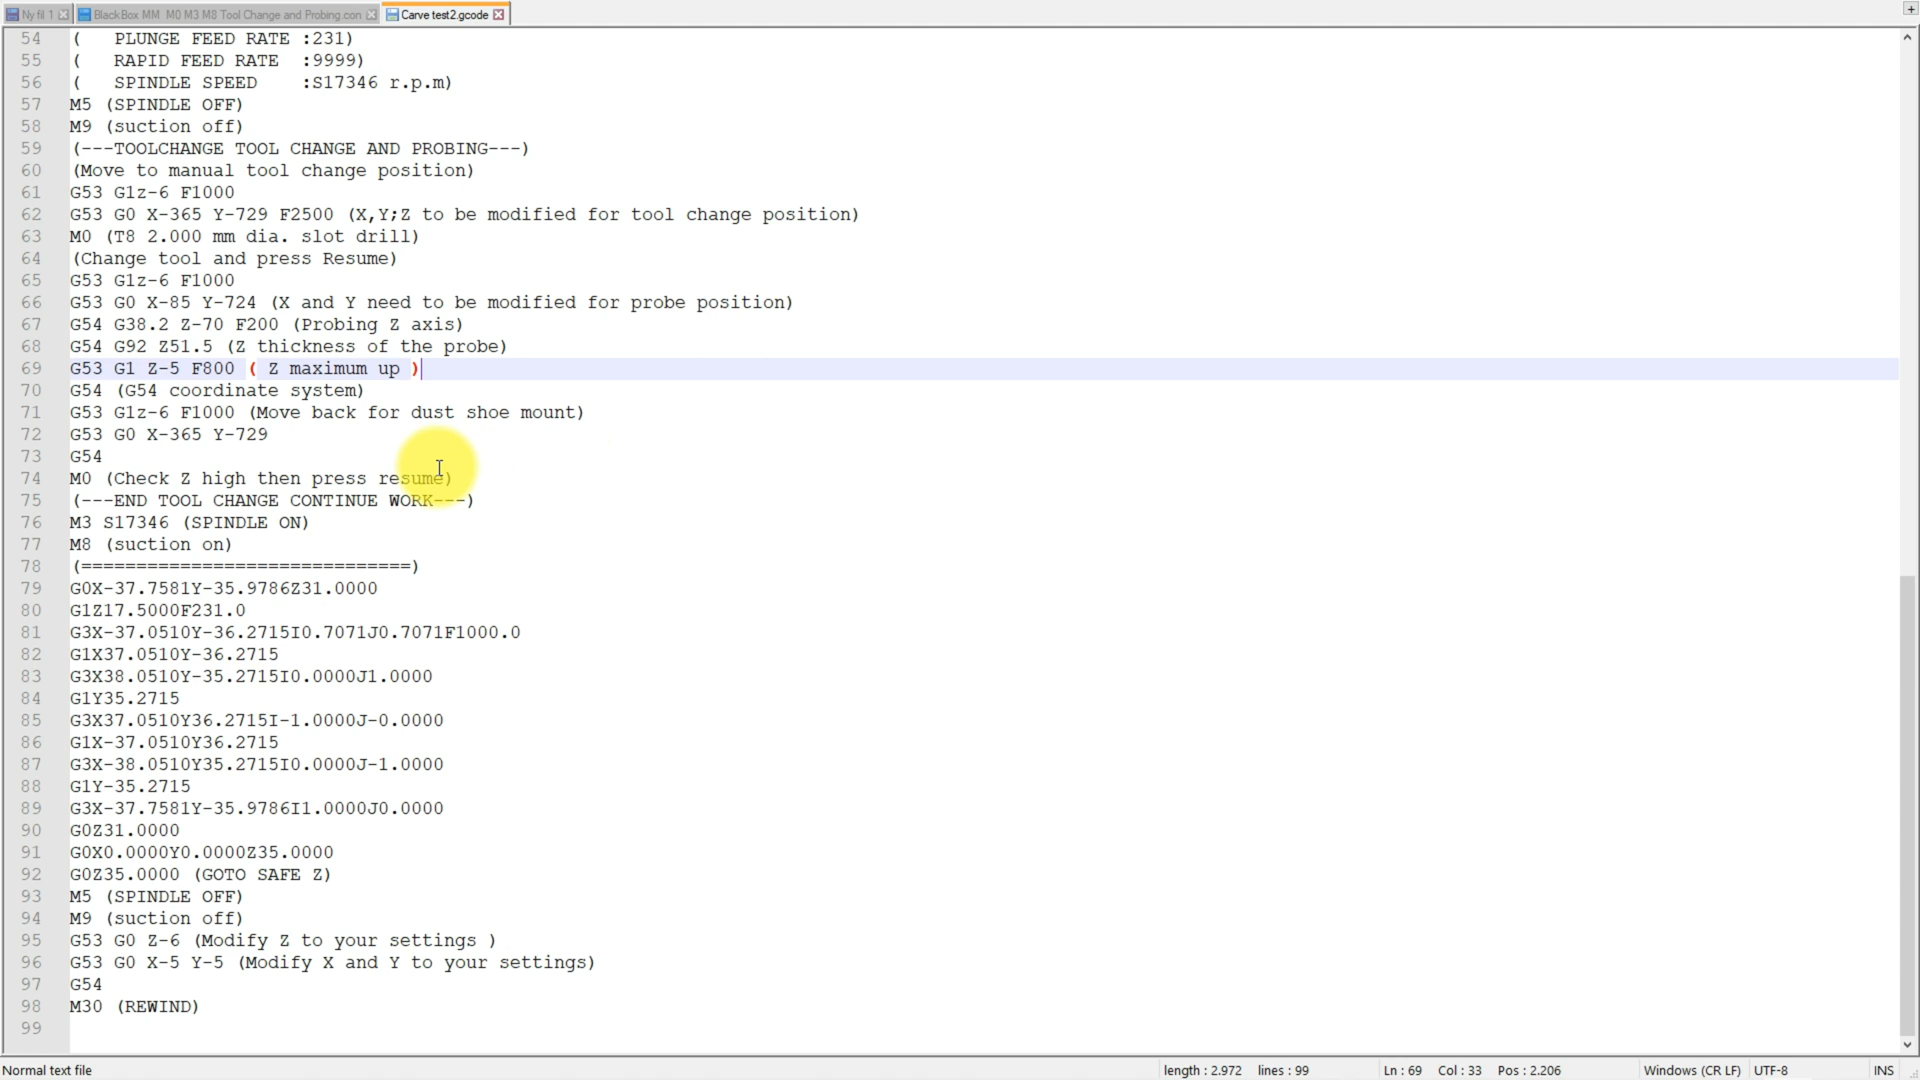 Ny fil 1
BlackBox MM M0 M3 M8 Tool Change and Probing.con
Carve test2.gcode
54 ( PLUNGE FEED RATE :231)
55 ( RAPID FEED RATE :9999)
56 ( SPINDLE SPEED :S17346 r.p.m)
57 M5 (SPINDLE OFF)
58 M9 (suction off)
59 (---TOOLCHANGE TOOL CHANGE AND PROBING---)
60 (Move to manual tool change position)
61 G53 G1z-6 F1000
62 G53 G0 X-365 Y-729 F2500 (X,Y;Z to be modified for tool change position)
63 M0 (T8 2.000 mm dia. slot drill)
64 (Change tool and press Resume)
65 G53 G1z-6 F1000
66 G53 G0 X-85 Y-724 (X and Y need to be modified for probe position)
67 G54 G38.2 Z-70 F200 (Probing Z axis)
68 G54 G92 Z51.5 (Z thickness of the probe)
69 G53 G1 Z-5 F800 ( Z maximum up )
70 G54 (G54 coordinate system)
71 G53 G1z-6 F1000 (Move back for dust shoe mount)
72 G53 G0 X-365 Y-729
73 G54
74 M0 (Check Z high then press resume)
75 (---END TOOL CHANGE CONTINUE WORK---)
76 M3 S17346 (SPINDLE ON)
77 M8 (suction on)
78 (==============================)
79 G0X-37.7581Y-35.9786Z31.0000
80 G1Z17.5000F231.0
81 G3X-37.0510Y-36.2715I0.7071J0.7071F1000.0
82 G1X37.0510Y-36.2715
83 G3X38.0510Y-35.2715I0.0000J1.0000
84 G1Y35.2715
85 G3X37.0510Y36.2715I-1.0000J-0.0000
86 G1X-37.0510Y36.2715
87 G3X-38.0510Y35.2715I0.0000J-1.0000
88 G1Y-35.2715
89 G3X-37.7581Y-35.9786I1.0000J0.0000
90 G0Z31.0000
91 G0X0.0000Y0.0000Z35.0000
92 G0Z35.0000 (GOTO SAFE Z)
93 M5 (SPINDLE OFF)
94 M9 (suction off)
95 G53 G0 Z-6 (Modify Z to your settings )
96 G53 G0 X-5 Y-5 (Modify X and Y to your settings)
97 G54
98 M30 (REWIND)
99
Normal text file length : 2.972 lines : 99 Ln : 69 Col : 33 Pos : 2.206 Windows (CR LF) UTF-8 INS